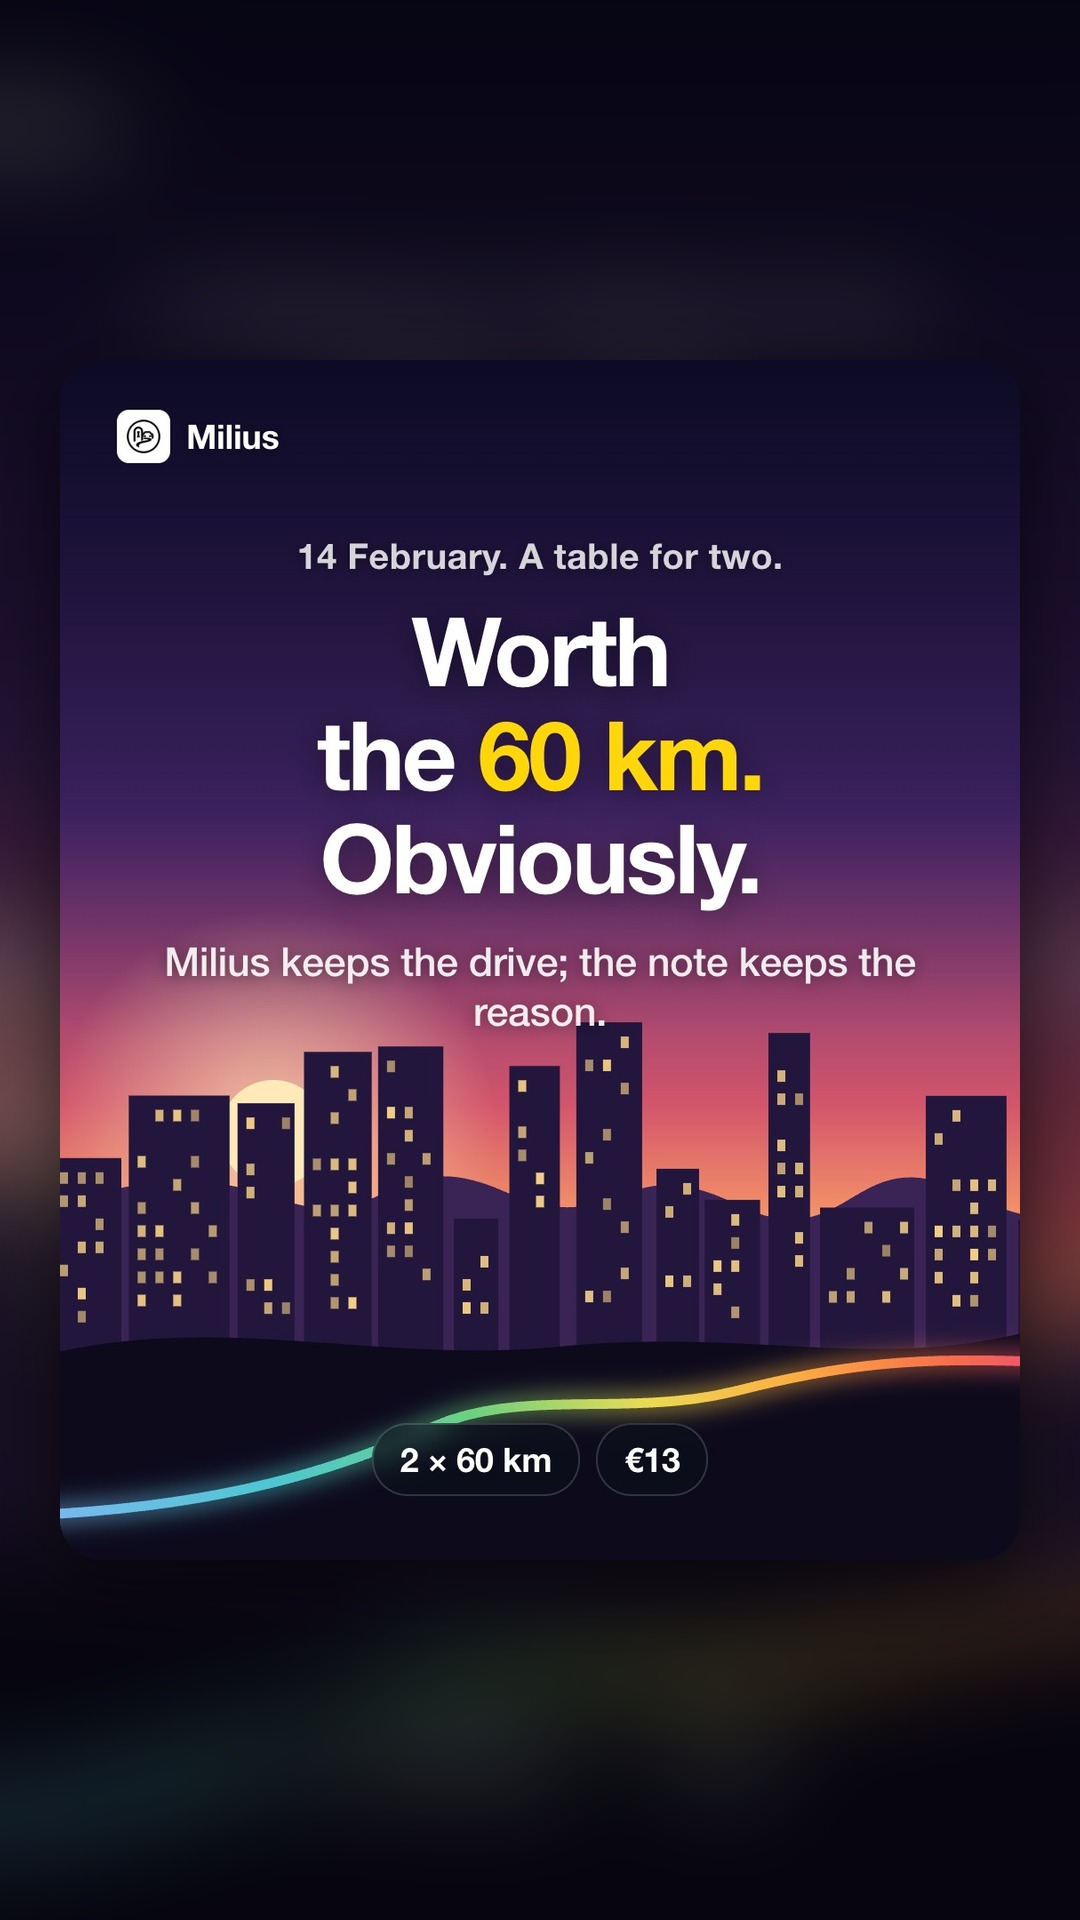 Milius
14 February. A table for two.
Worth
the 60 km.
Obviously.
Milius keeps the drive; the note keeps the
reason.
2 × 60 km
€13